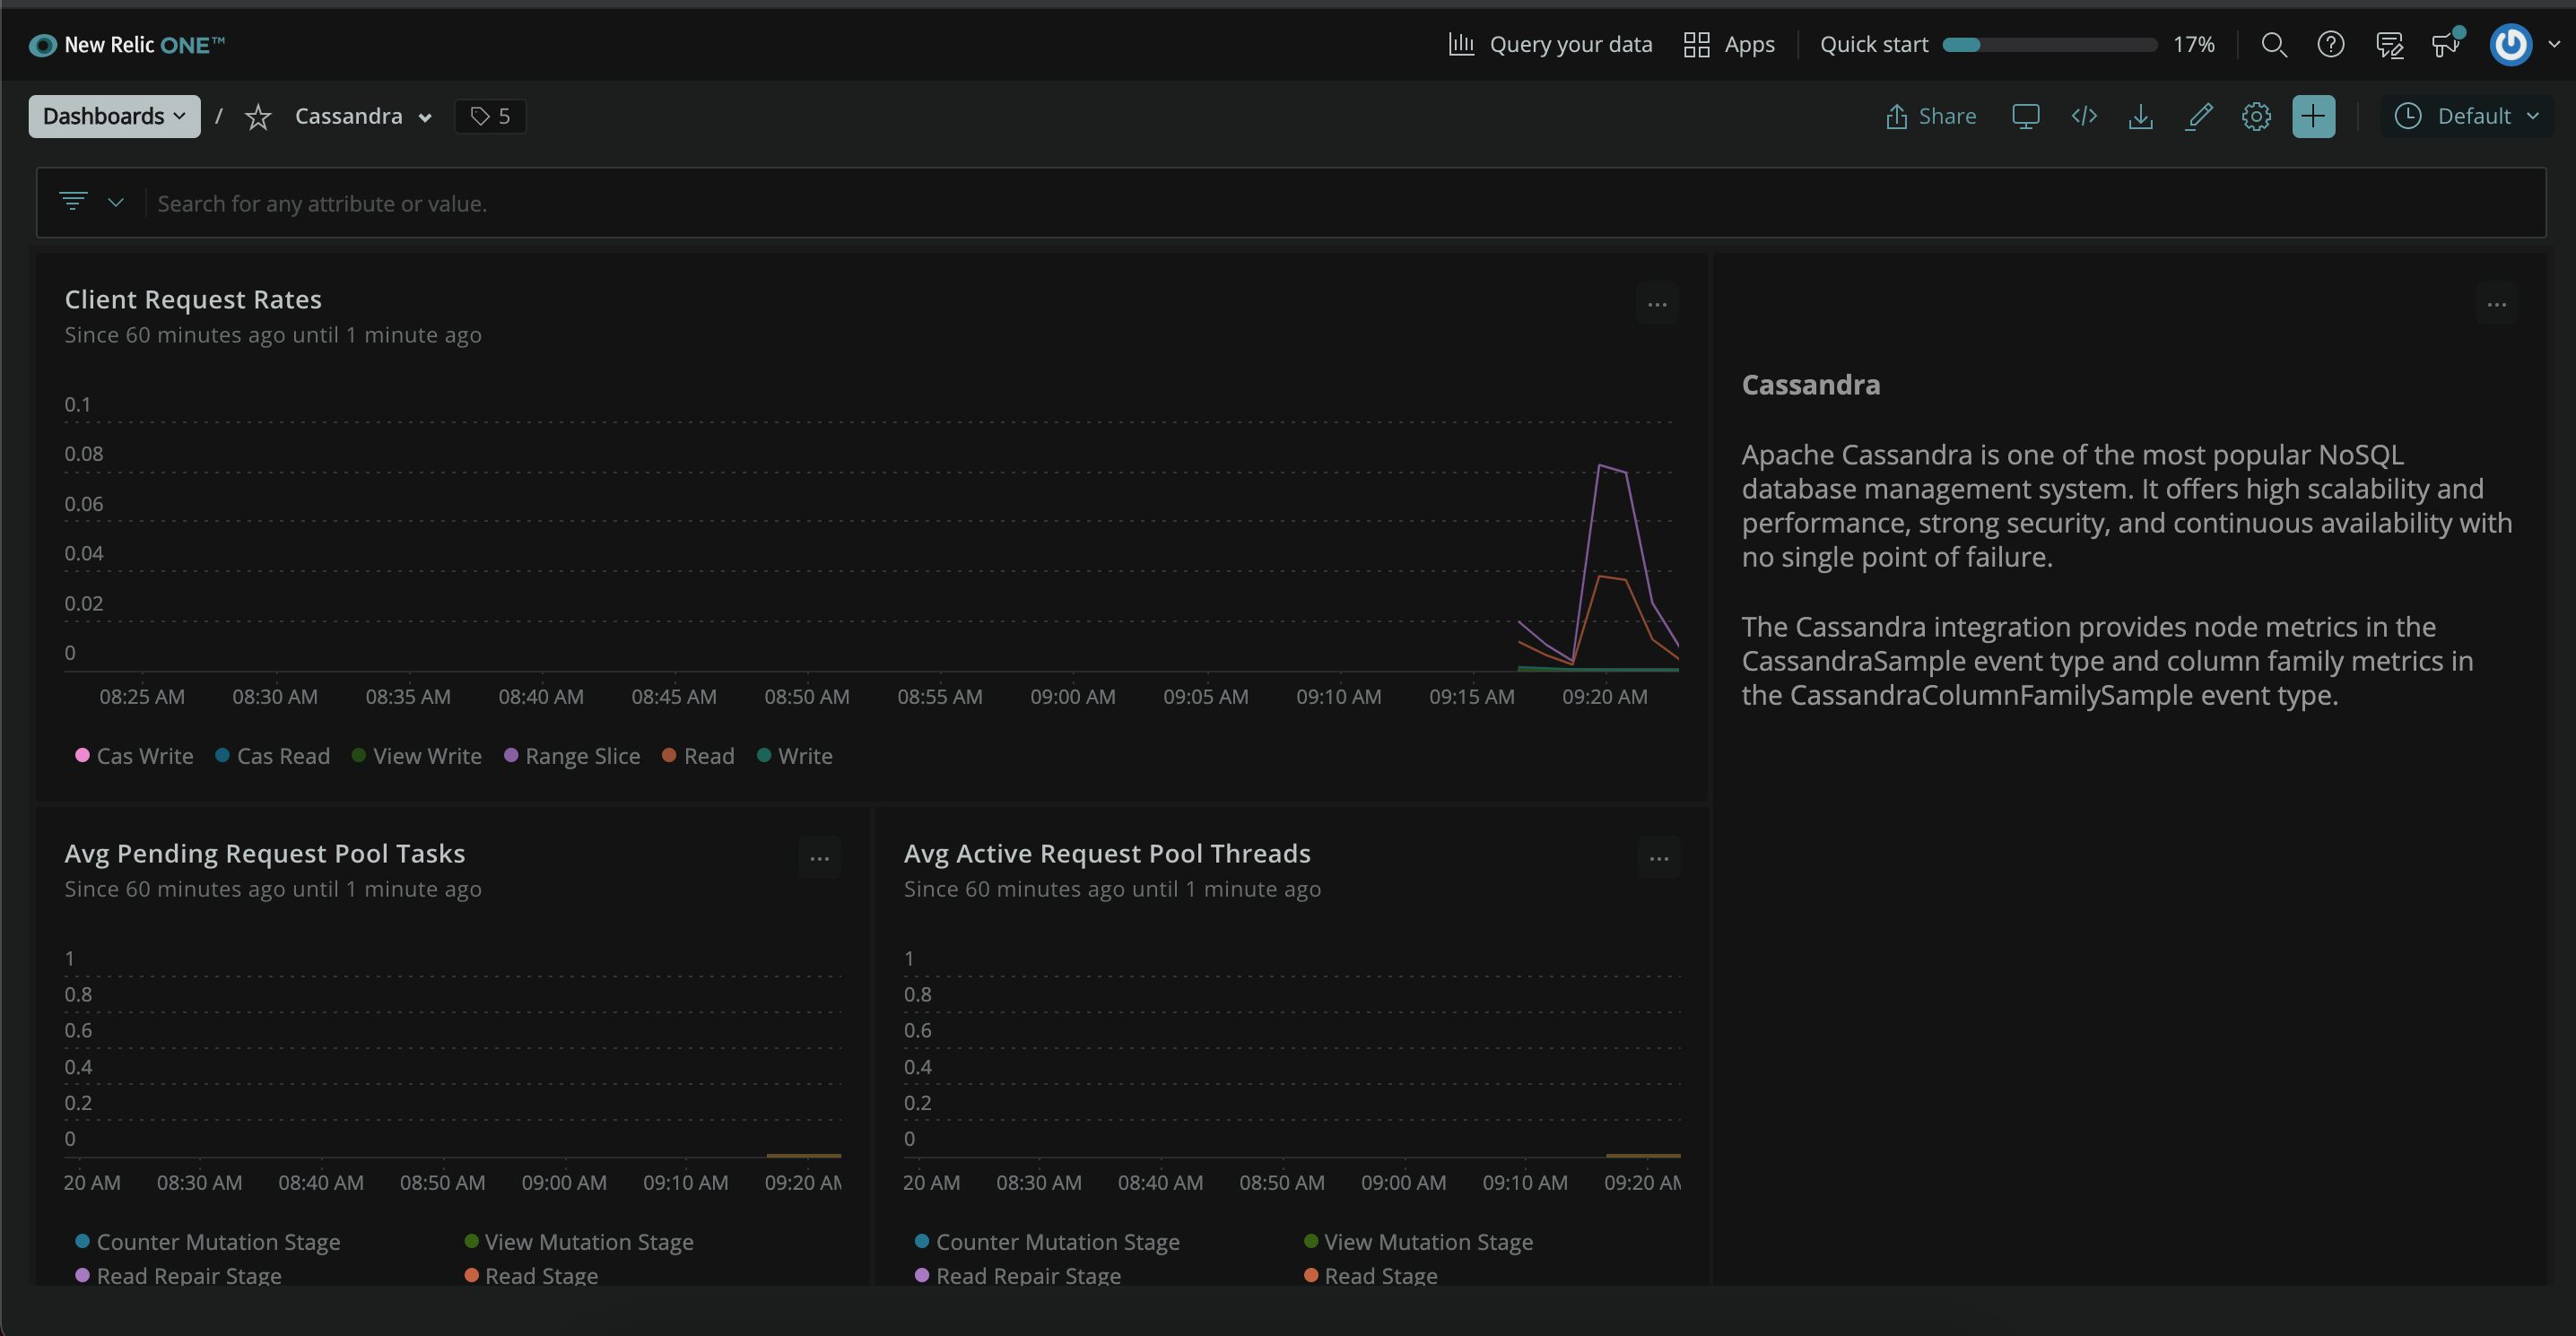 New Relic ONE™
Query your data
Apps
Quick start
17%
Dashboards
/
Cassandra
5
Share
Default
Search for any attribute or value.
Client Request Rates
Since 60 minutes ago until 1 minute ago
0.1
0.08
0.06
0.04
0.02
0
08:25 AM 08:30 AM 08:35 AM 08:40 AM 08:45 AM 08:50 AM 08:55 AM 09:00 AM 09:05 AM 09:10 AM 09:15 AM 09:20 AM
Cas Write Cas Read View Write Range Slice Read Write
Cassandra
Apache Cassandra is one of the most popular NoSQL
database management system. It offers high scalability and
performance, strong security, and continuous availability with
no single point of failure.
The Cassandra integration provides node metrics in the
CassandraSample event type and column family metrics in
the CassandraColumnFamilySample event type.
Avg Pending Request Pool Tasks
Since 60 minutes ago until 1 minute ago
1
0.8
0.6
0.4
0.2
0
20 AM 08:30 AM 08:40 AM 08:50 AM 09:00 AM 09:10 AM 09:20 AM
Counter Mutation Stage View Mutation Stage
Read Repair Stage Read Stage
Avg Active Request Pool Threads
Since 60 minutes ago until 1 minute ago
1
0.8
0.6
0.4
0.2
0
20 AM 08:30 AM 08:40 AM 08:50 AM 09:00 AM 09:10 AM 09:20 AM
Counter Mutation Stage View Mutation Stage
Read Repair Stage Read Stage